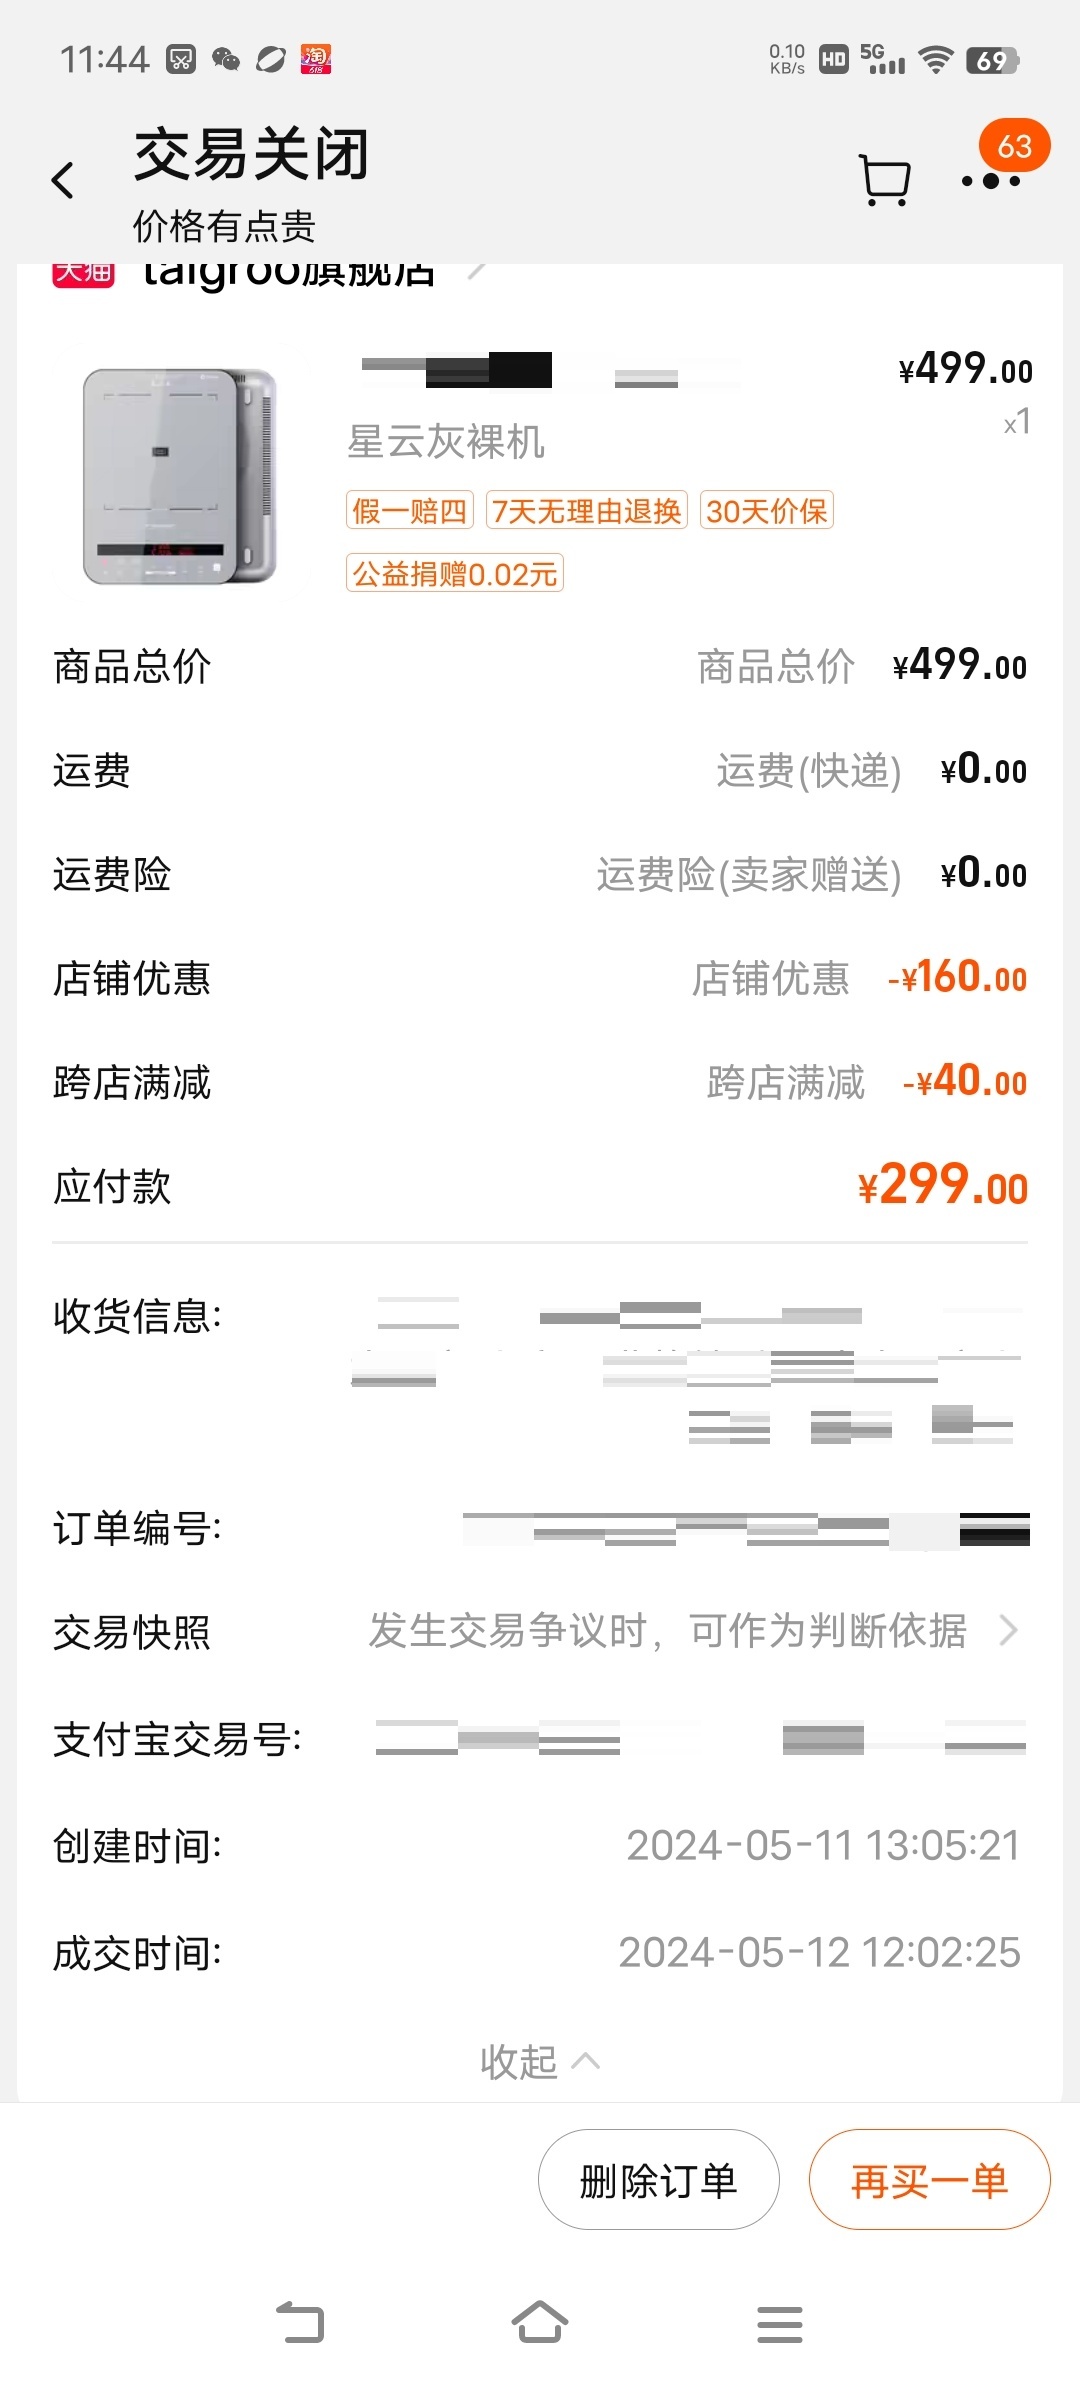 11:44
淘
618
0.10
KB/s
HD
5G
69
交易关闭
63
价格有点贵
天猫 taigroo旗舰店
¥499.00
星云灰裸机
x1
假一赔四 7天无理由退换 30天价保
公益捐赠0.02元
商品总价 商品总价 ¥499.00
运费 运费(快递) ¥0.00
运费险 运费险(卖家赠送) ¥0.00
店铺优惠 店铺优惠 -¥160.00
跨店满减 跨店满减 -¥40.00
应付款 ¥299.00
收货信息:
订单编号:
交易快照 发生交易争议时，可作为判断依据
支付宝交易号:
创建时间: 2024-05-11 13:05:21
成交时间: 2024-05-12 12:02:25
收起
删除订单 再买一单